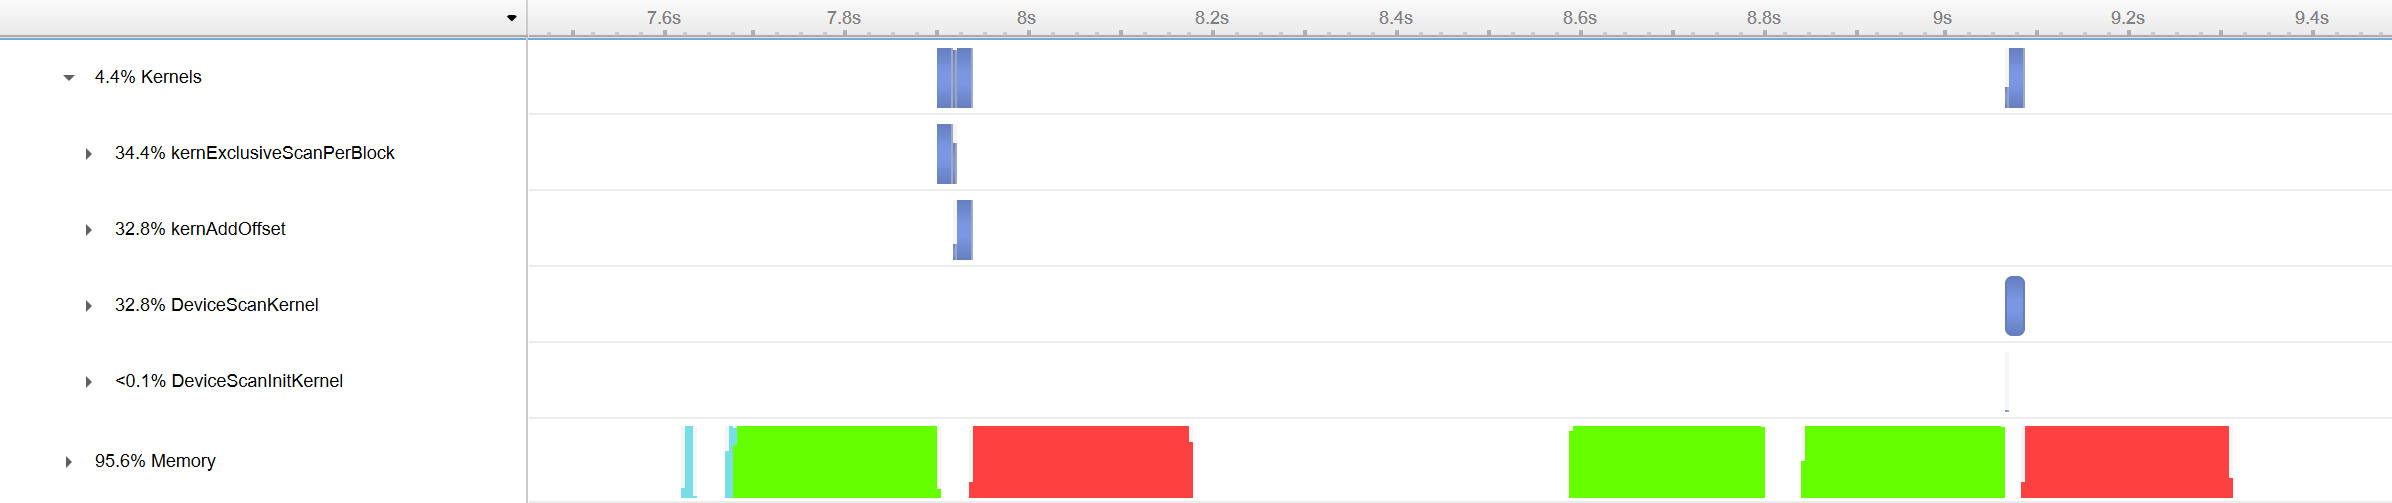 7.6s 7.8s 8s 8.2s 8.4s 8.6s 8.8s 9s 9.2s 9.4s
4.4% Kernels
34.4% kernExclusiveScanPerBlock
32.8% kernAddOffset
32.8% DeviceScanKernel
<0.1% DeviceScanInitKernel
95.6% Memory